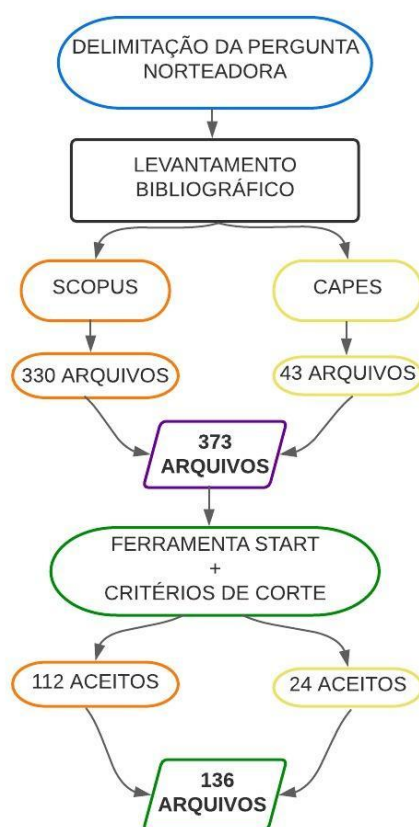 DELIMITAÇÃO DA PERGUNTA
NORTEADORA
LEVANTAMENTO
BIBLIOGRÁFICO
SCOPUS
CAPES
330 ARQUIVOS
43 ARQUIVOS
373
ARQUIVOS
FERRAMENTA START
+
CRITÉRIOS DE CORTE
112 ACEITOS
24 ACEITOS
136
ARQUIVOS